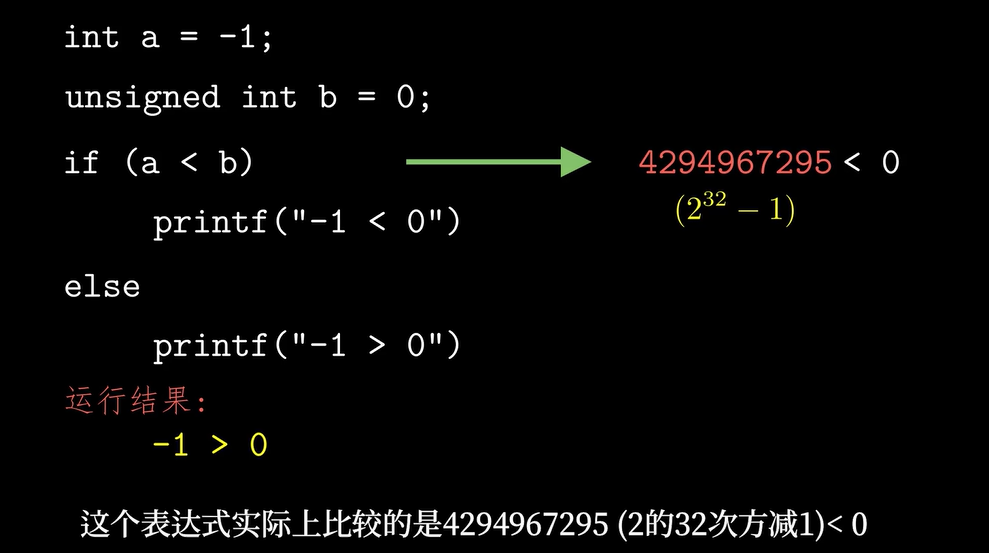 int a = -1;
unsigned int b = 0;
if (a < b) 4294967295 < 0
(2³² − 1)
printf("-1 < 0")
else
printf("-1 > 0")
运行结果:
-1 > 0
这个表达式实际上比较的是4294967295 (2的32次方减1)< 0